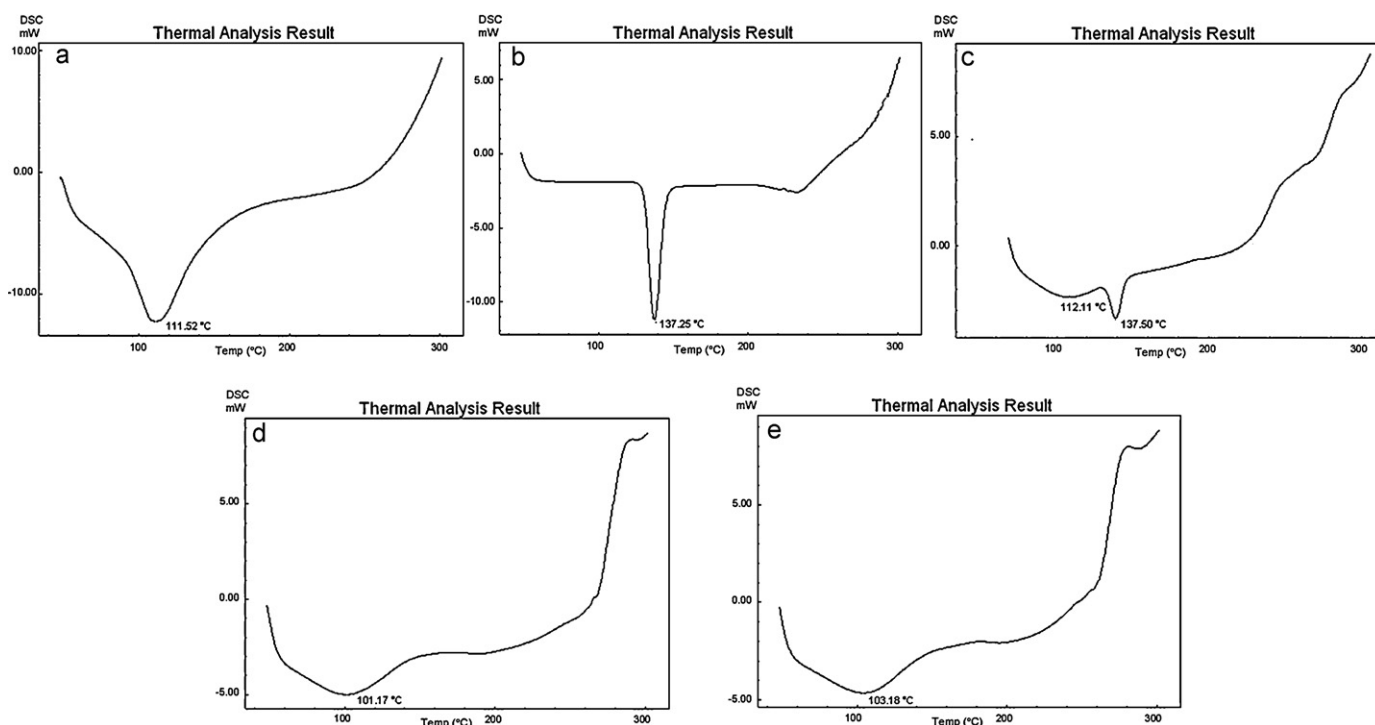 DSC
mW
Thermal Analysis Result
10.00
a
0.00
-10.00
111.52 °C
100
200
300
Temp (°C)
DSC
mW
Thermal Analysis Result
b
5.00
0.00
-5.00
-10.00
137.25 °C
100
200
300
Temp (°C)
DSC
mW
Thermal Analysis Result
c
5.00
0.00
112.11 °C
137.50 °C
100
200
300
Temp (°C)
DSC
mW
Thermal Analysis Result
d
5.00
0.00
-5.00
101.17 °C
100
200
300
Temp (°C)
DSC
mW
Thermal Analysis Result
e
5.00
0.00
-5.00
103.18 °C
100
200
300
Temp (°C)